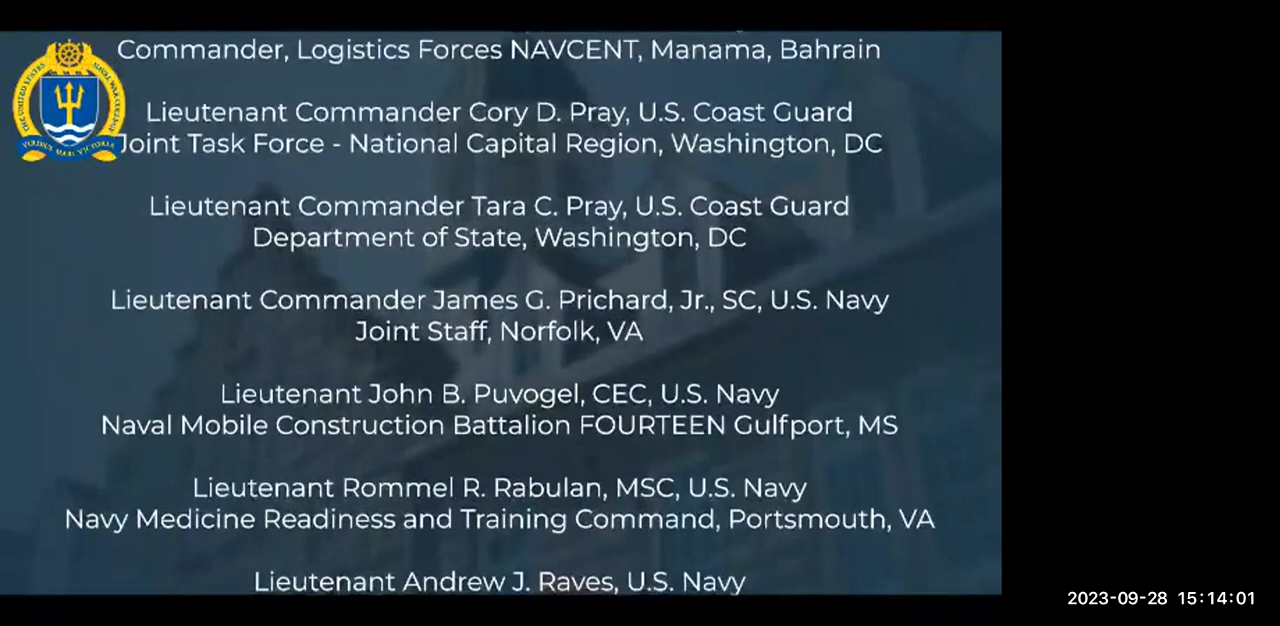 Commander, Logistics Forces NAVCENT, Manama, Bahrain
Lieutenant Commander Cory D. Pray, U.S. Coast Guard
Joint Task Force - National Capital Region, Washington, DC
Lieutenant Commander Tara C. Pray, U.S. Coast Guard
Department of State, Washington, DC
Lieutenant Commander James G. Prichard, Jr., SC, U.S. Navy
Joint Staff, Norfolk, VA
Lieutenant John B. Puvogel, CEC, U.S. Navy
Naval Mobile Construction Battalion FOURTEEN Gulfport, MS
Lieutenant Rommel R. Rabulan, MSC, U.S. Navy
Navy Medicine Readiness and Training Command, Portsmouth, VA
Lieutenant Andrew J. Raves, U.S. Navy
2023-09-28 15:14:01